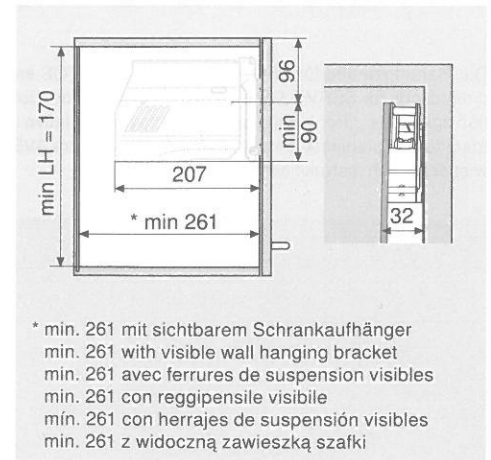 96
min LH = 170
min
90
207
* min 261
32
* min. 261 mit sichtbarem Schrankaufhänger
min. 261 with visible wall hanging bracket
min. 261 avec ferrures de suspension visibles
min. 261 con reggipensile visibile
mín. 261 con herrajes de suspensión visibles
min. 261 z widoczną zawieszką szafki